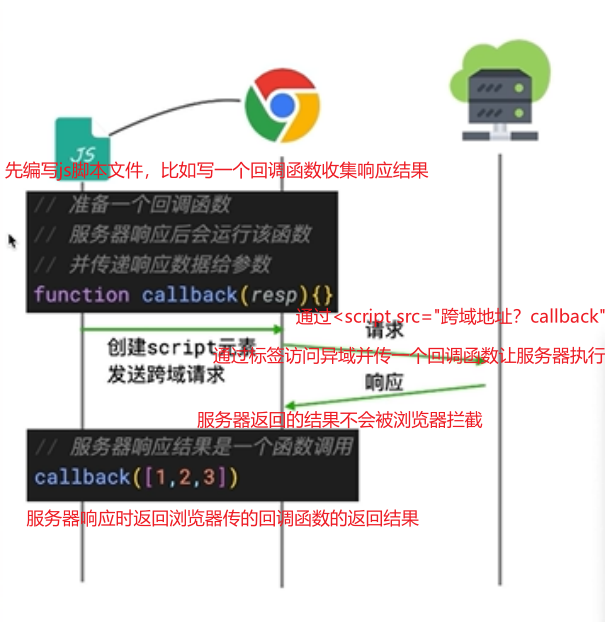 JS
先编写js脚本文件，比如写一个回调函数收集响应结果
// 准备一个回调函数
// 服务器响应后会运行该函数
// 并传递响应数据给参数
function callback(resp){}
通过<script src="跨域地址？callback"
请求
创建script元素
通过标签访问异域并传一个回调函数让服务器执行
发送跨域请求
响应
服务器返回的结果不会被浏览器拦截
// 服务器响应结果是一个函数调用
callback([1,2,3])
服务器响应时返回浏览器传的回调函数的返回结果